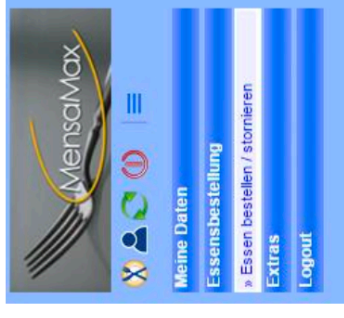 MensaMax
Meine Daten
Essensbestellung
» Essen bestellen / stornieren
Extras
Logout